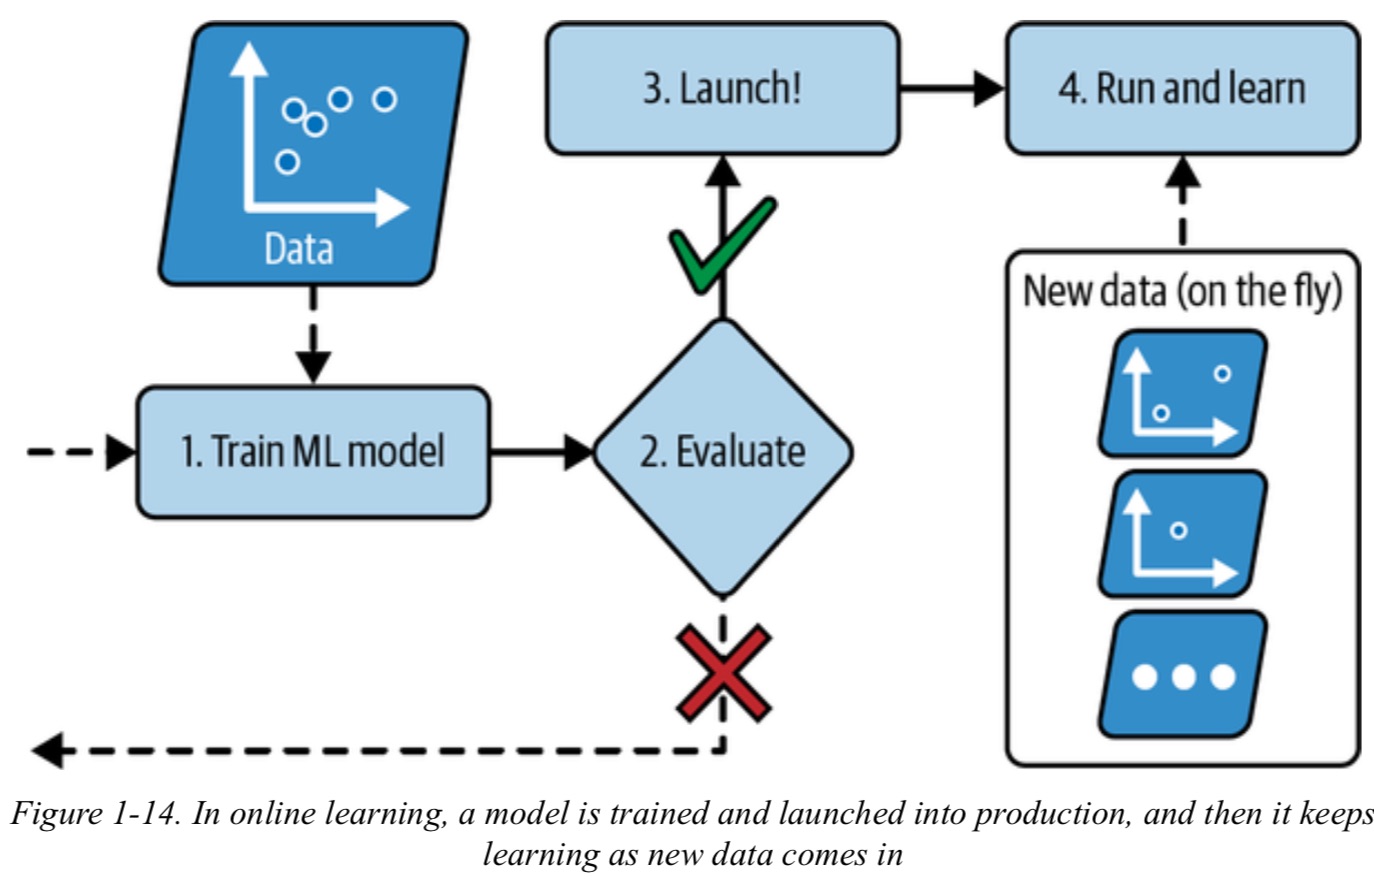 Data
3. Launch!
4. Run and learn
New data (on the fly)
1. Train ML model
2. Evaluate
Figure 1-14. In online learning, a model is trained and launched into production, and then it keeps
learning as new data comes in